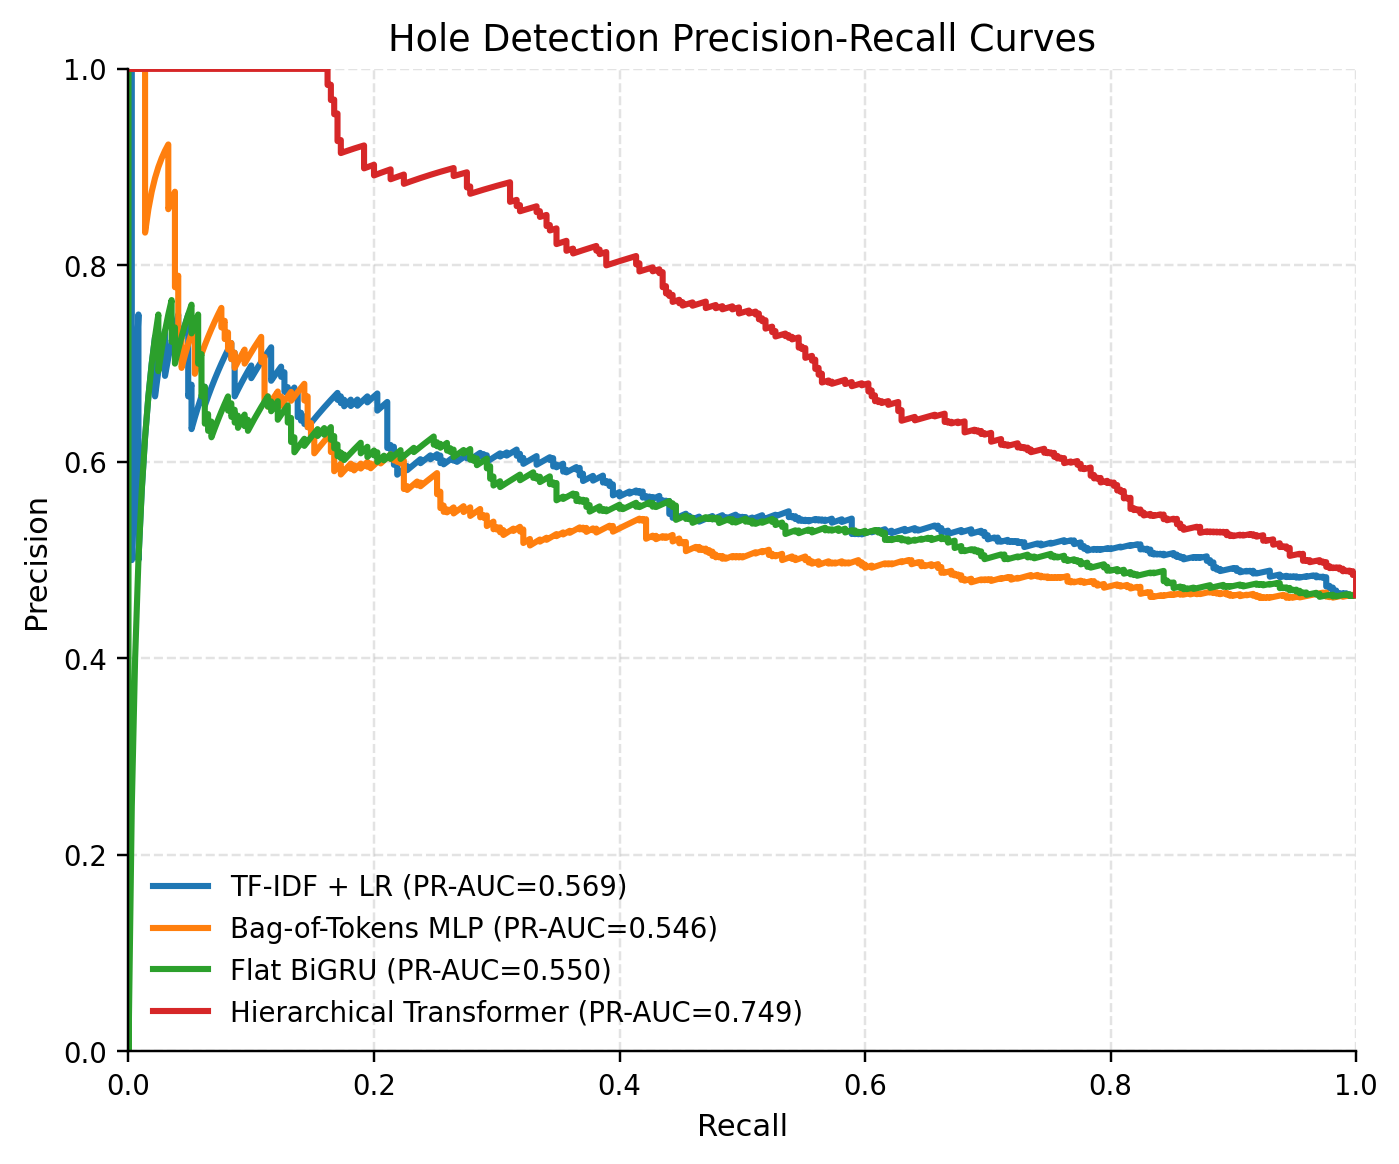 Hole Detection Precision-Recall Curves
1.0
0.8
0.6
0.4
0.2
0.0
Precision
TF-IDF + LR (PR-AUC=0.569)
Bag-of-Tokens MLP (PR-AUC=0.546)
Flat BiGRU (PR-AUC=0.550)
Hierarchical Transformer (PR-AUC=0.749)
0.0 0.2 0.4 0.6 0.8 1.0
Recall